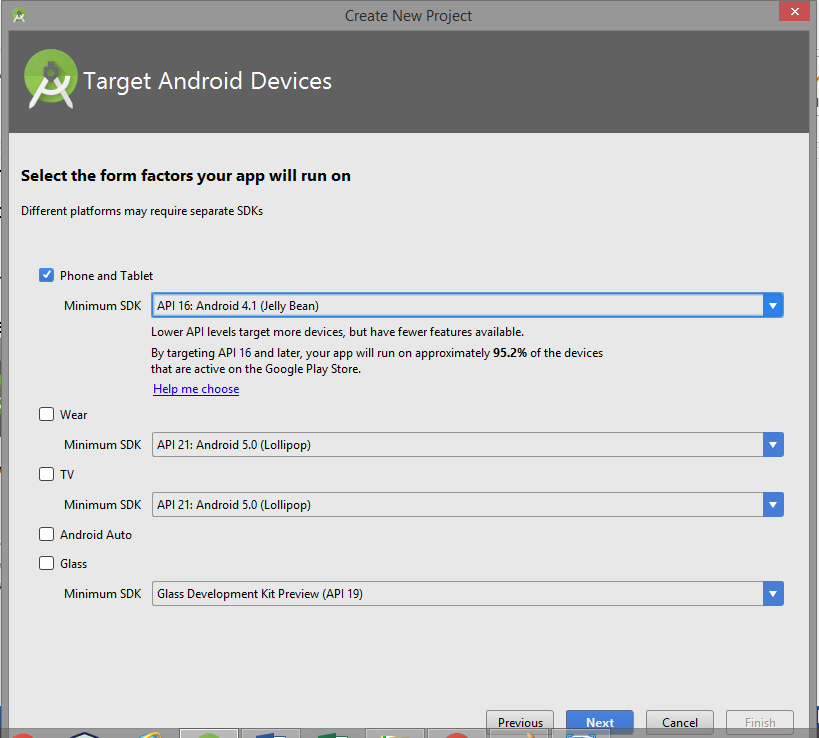 Create New Project
Target Android Devices
Select the form factors your app will run on
Different platforms may require separate SDKs
Phone and Tablet
Minimum SDK API 16: Android 4.1 (Jelly Bean)
Lower API levels target more devices, but have fewer features available.
By targeting API 16 and later, your app will run on approximately 95.2% of the devices
that are active on the Google Play Store.
Help me choose
Wear
Minimum SDK API 21: Android 5.0 (Lollipop)
TV
Minimum SDK API 21: Android 5.0 (Lollipop)
Android Auto
Glass
Minimum SDK Glass Development Kit Preview (API 19)
Previous Next Cancel Finish